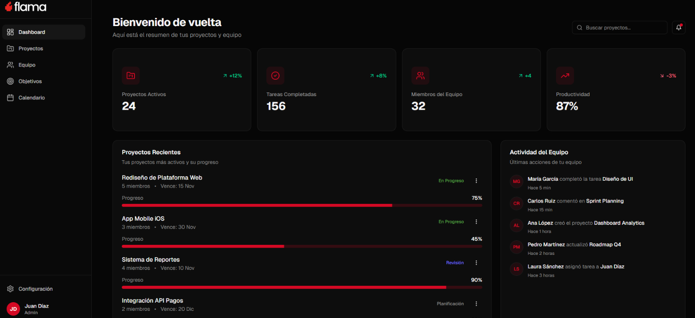 flama
Dashboard
Proyectos
Equipo
Objetivos
Calendario
Configuración
JD
Juan Díaz
Admin
Bienvenido de vuelta
Aquí está el resumen de tus proyectos y equipo
Buscar proyectos...
+12%
Proyectos Activos
24
+8%
Tareas Completadas
156
+4
Miembros del Equipo
32
-3%
Productividad
87%
Proyectos Recientes
Tus proyectos más activos y su progreso
Rediseño de Plataforma Web
En Progreso
5 miembros • Vence: 15 Nov
Progreso 75%
App Mobile iOS
En Progreso
3 miembros • Vence: 30 Nov
Progreso 45%
Sistema de Reportes
Revisión
4 miembros • Vence: 10 Nov
Progreso 90%
Integración API Pagos
Planificación
2 miembros • Vence: 20 Dic
Actividad del Equipo
Últimas acciones de tu equipo
MG
María García completó la tarea Diseño de UI
Hace 5 min
CR
Carlos Ruiz comentó en Sprint Planning
Hace 15 min
AL
Ana López creó el proyecto Dashboard Analytics
Hace 1 hora
PM
Pedro Martínez actualizó Roadmap Q4
Hace 2 horas
LS
Laura Sánchez asignó tarea a Juan Díaz
Hace 3 horas